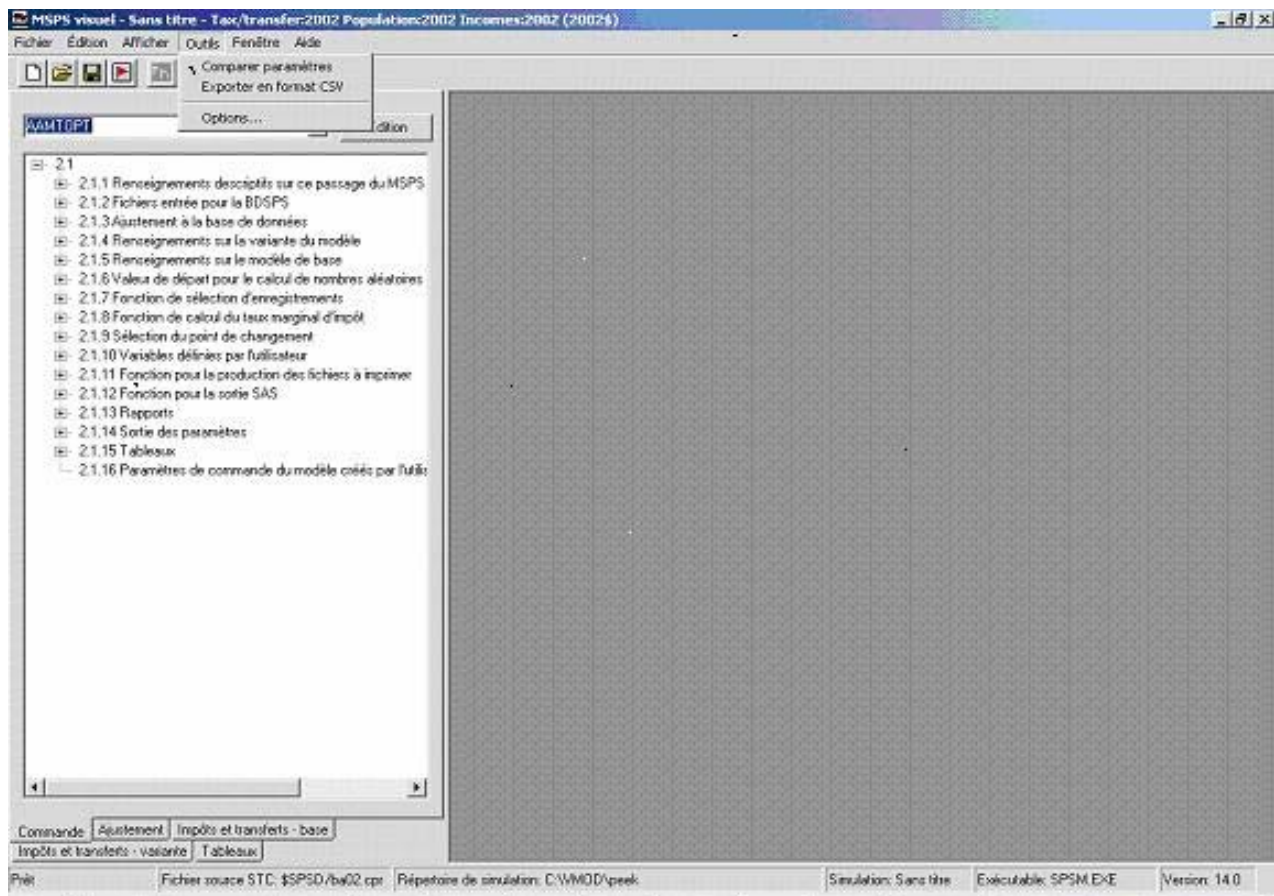 MSPS visuel - Sans titre - Tax/transfer:2002 Population:2002 Incomes:2002 (2002$)
Fichier Édition Afficher Outils Fenêtre Aide
Comparer paramètres
Exporter en format CSV
Options...
AAMTOPT
dition
2.1
2.1.1 Renseignements descriptifs sur ce passage du MSPS
2.1.2 Fichiers entrée pour la BDSPS
2.1.3 Ajustement à la base de données
2.1.4 Renseignements sur la variante du modèle
2.1.5 Renseignements sur le modèle de base
2.1.6 Valeur de départ pour le calcul de nombres aléatoires
2.1.7 Fonction de sélection d'enregistrements
2.1.8 Fonction de calcul du taux marginal d'impôt
2.1.9 Sélection du point de changement
2.1.10 Variables définies par l'utilisateur
2.1.11 Fonction pour la production des fichiers à imprimer
2.1.12 Fonction pour la sortie SAS
2.1.13 Rapports
2.1.14 Sortie des paramètres
2.1.15 Tableaux
2.1.16 Paramètres de commande du modèle créés par l'utilis
Commande Ajustement Impôts et transferts - base
Impôts et transferts - variante Tableaux
Prêt Fichier source STC: $SPSD/ba02.cpr Répertoire de simulation: C:\WMOD\peek Simulation: Sans titre Exécutable: SPSM.EXE Version: 14.0